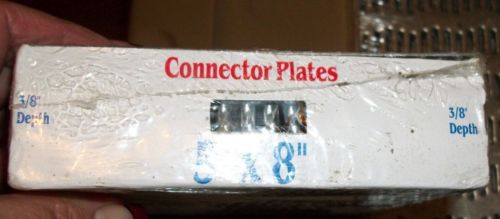 Connector Plates
3/8"
Depth
3/8"
Depth
x 8"